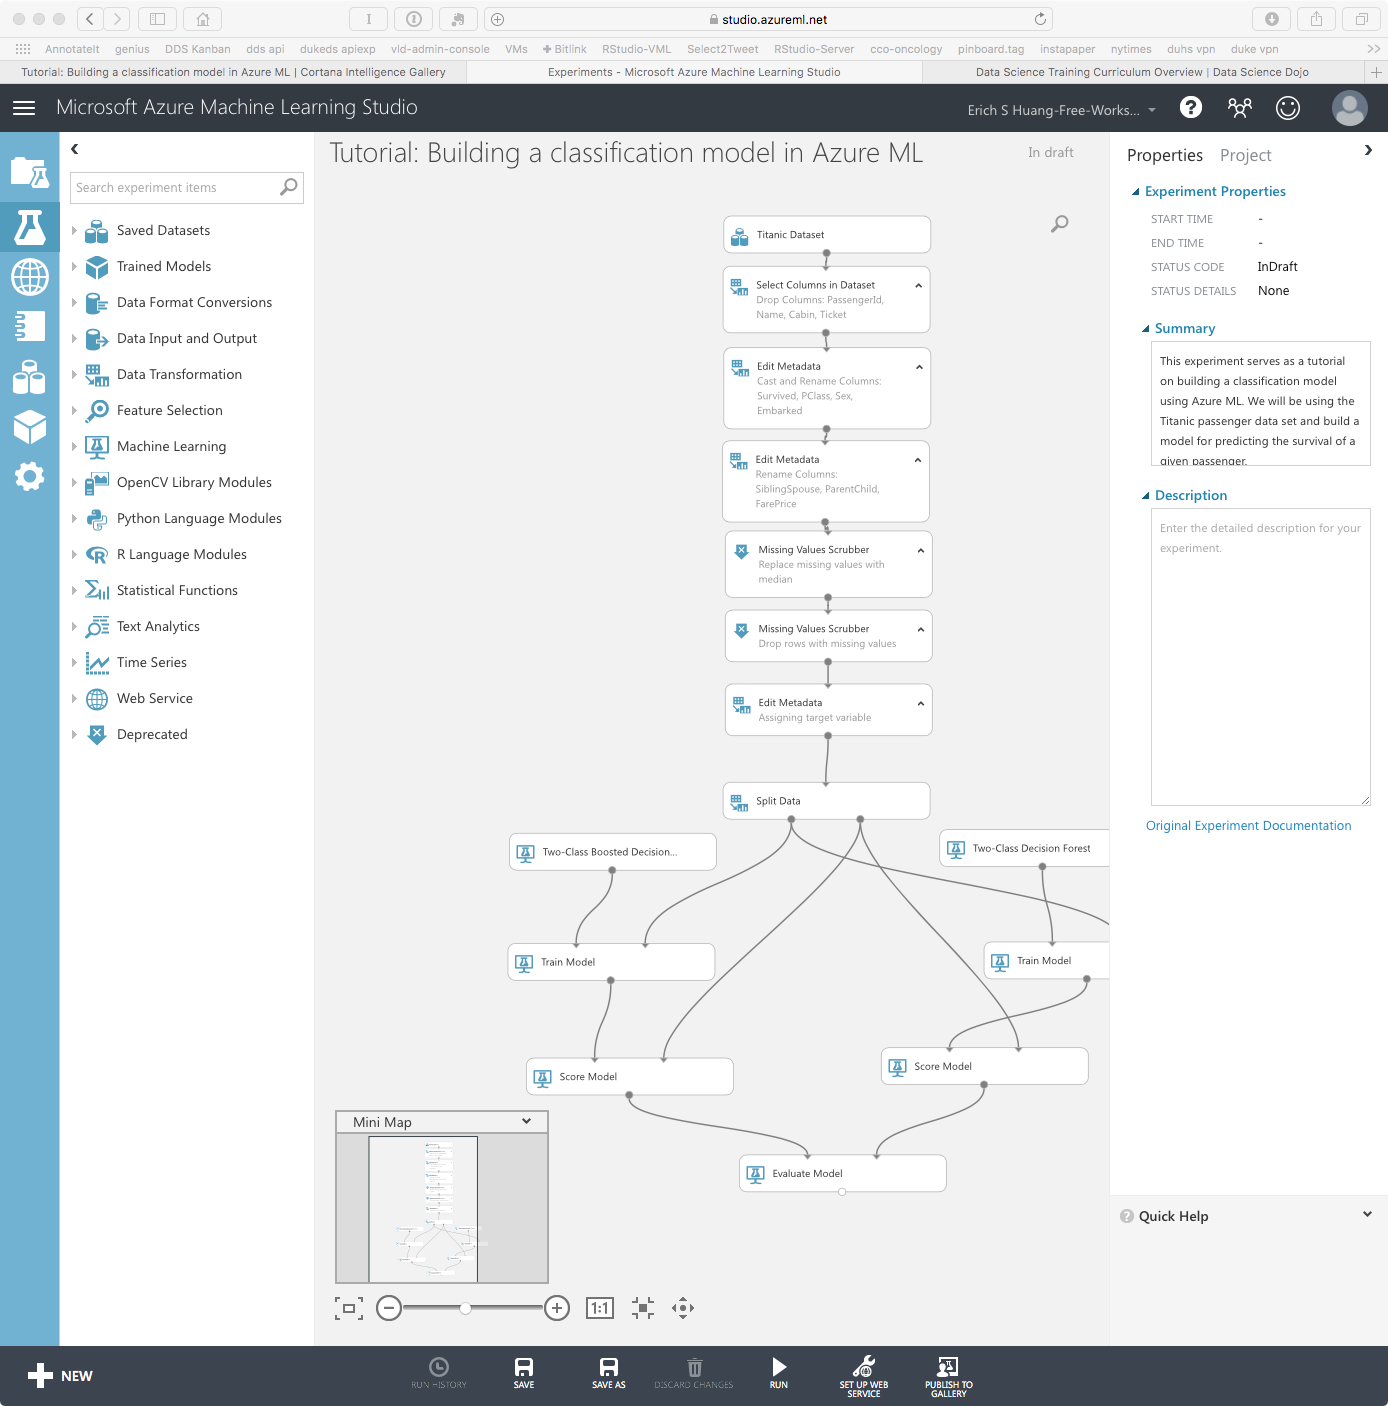 studio.azureml.net
AnnotateIt genius DDS Kanban dds api dukeds apiexp vld-admin-console VMs Bitlink RStudio-VML Select2Tweet RStudio-Server cco-oncology pinboard.tag instapaper nytimes duhs vpn duke vpn
Tutorial: Building a classification model in Azure ML | Cortana Intelligence Gallery
Experiments - Microsoft Azure Machine Learning Studio
Data Science Training Curriculum Overview | Data Science Dojo
Microsoft Azure Machine Learning Studio
Erich S Huang-Free-Works...
Search experiment items
Saved Datasets
Trained Models
Data Format Conversions
Data Input and Output
Data Transformation
Feature Selection
Machine Learning
OpenCV Library Modules
Python Language Modules
R Language Modules
Statistical Functions
Text Analytics
Time Series
Web Service
Deprecated
Tutorial: Building a classification model in Azure ML
In draft
Titanic Dataset
Select Columns in Dataset
Drop Columns: PassengerId,
Name, Cabin, Ticket
Edit Metadata
Cast and Rename Columns:
Survived, PClass, Sex,
Embarked
Edit Metadata
Rename Columns:
SiblingSpouse, ParentChild,
FarePrice
Missing Values Scrubber
Replace missing values with
median
Missing Values Scrubber
Drop rows with missing values
Edit Metadata
Assigning target variable
Split Data
Two-Class Boosted Decision...
Two-Class Decision Forest
Train Model
Train Model
Score Model
Score Model
Evaluate Model
Mini Map
1:1
Properties Project
Experiment Properties
START TIME -
END TIME -
STATUS CODE InDraft
STATUS DETAILS None
Summary
This experiment serves as a tutorial
on building a classification model
using Azure ML. We will be using the
Titanic passenger data set and build a
model for predicting the survival of a
given passenger.
Description
Enter the detailed description for your
experiment.
Original Experiment Documentation
Quick Help
NEW
RUN HISTORY
SAVE
SAVE AS
DISCARD CHANGES
RUN
SET UP WEB
SERVICE
PUBLISH TO
GALLERY